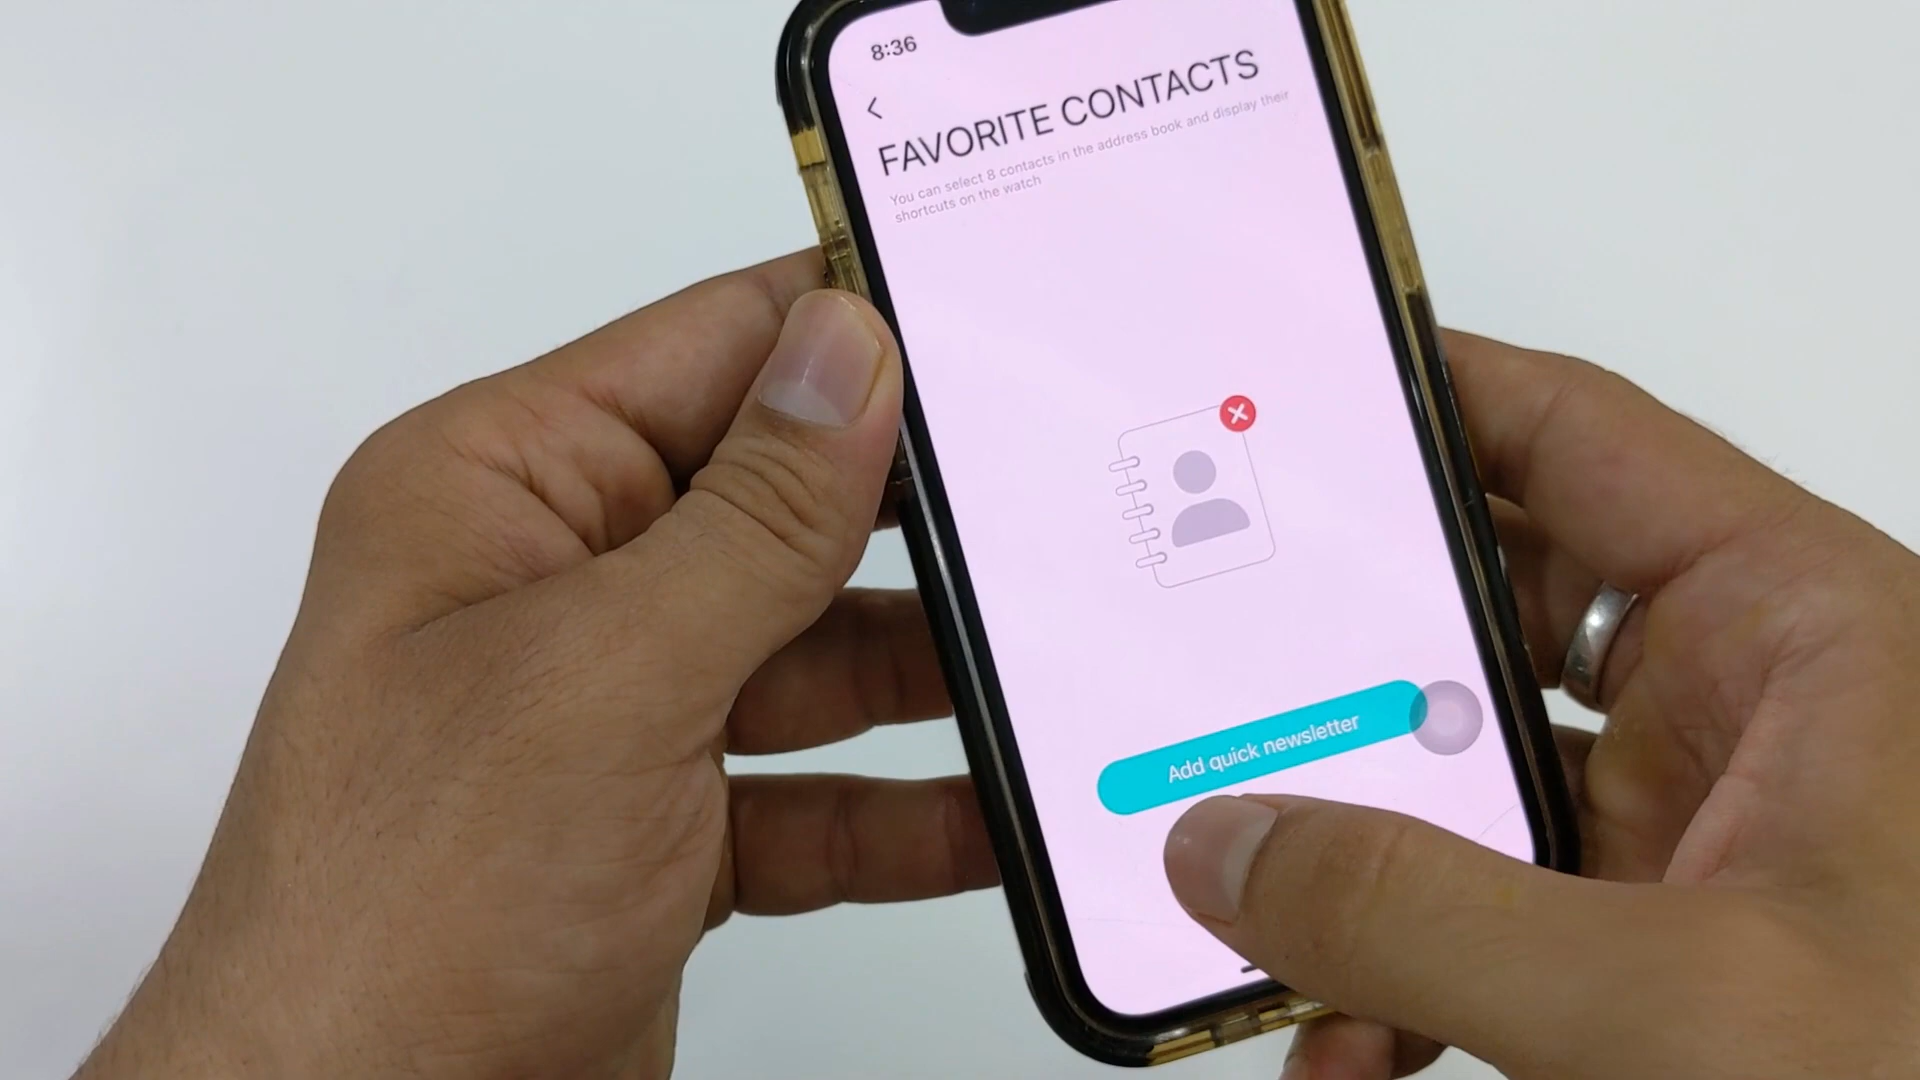 8:36
FAVORITE CONTACTS
You can select 8 contacts in the address book and display their
shortcuts on the watch
Add quick newsletter